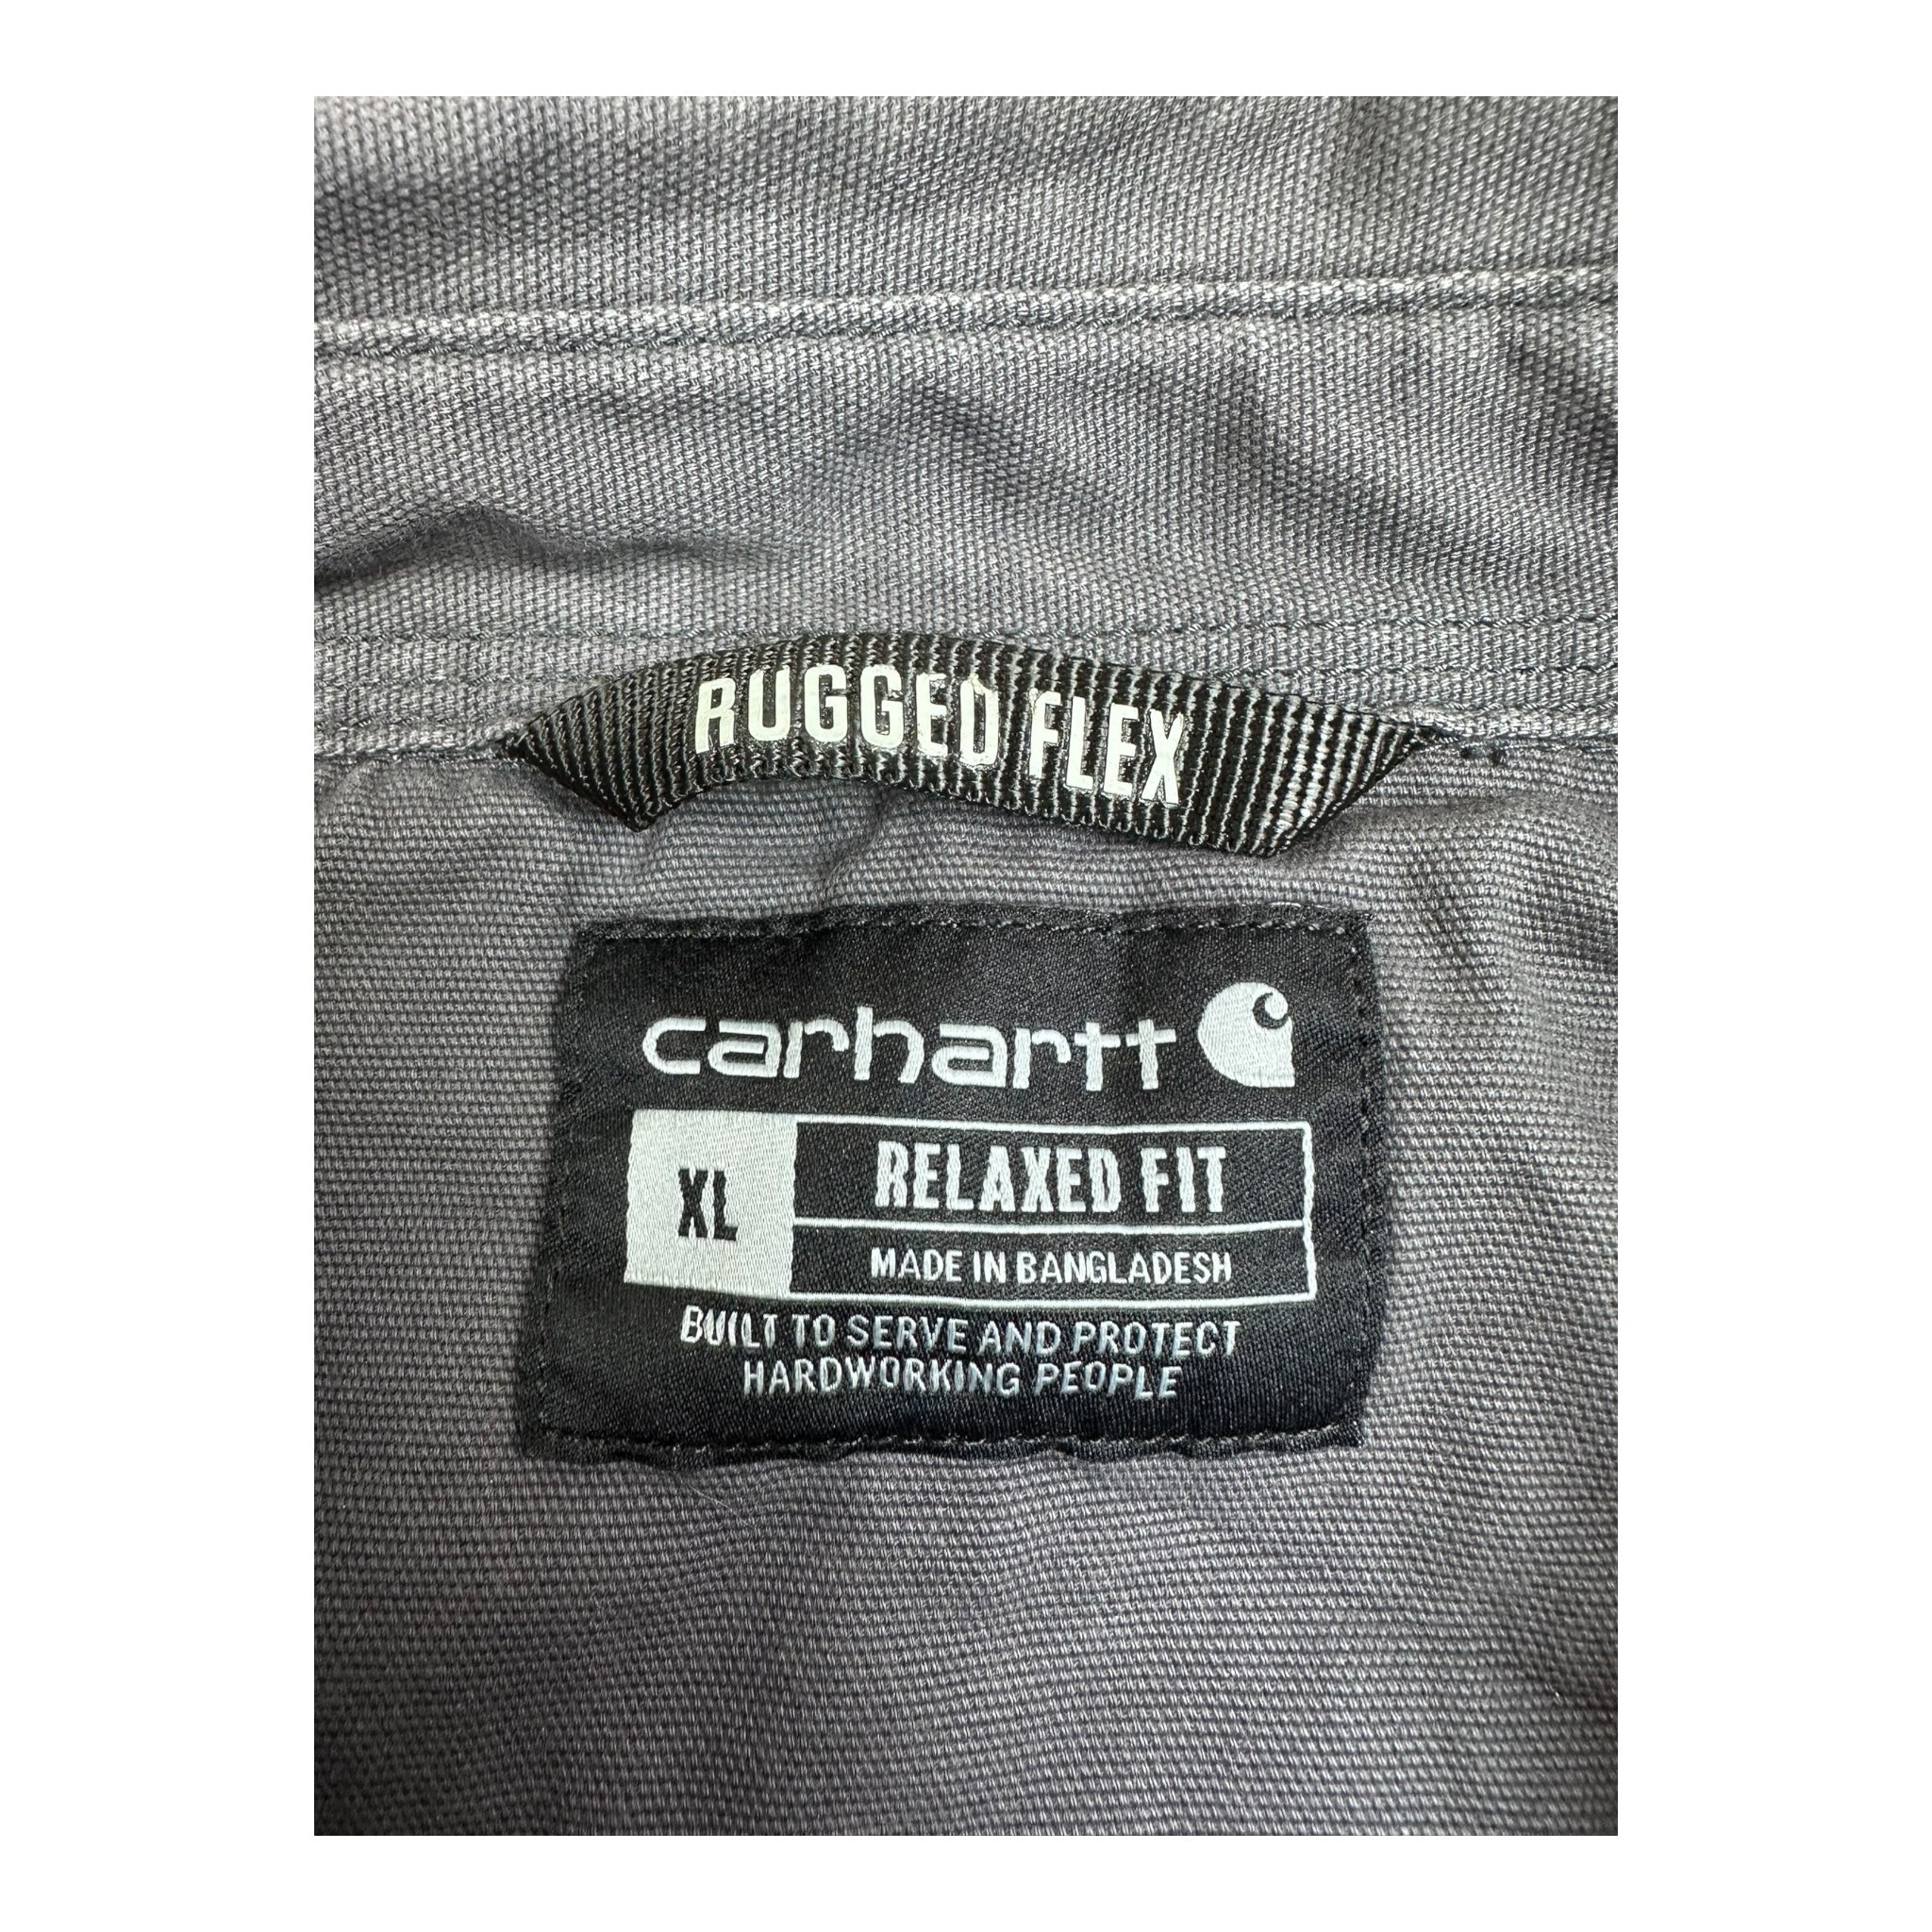 RUGGED FLEX
carhartt
XL
RELAXED FIT
MADE IN BANGLADESH
BUILT TO SERVE AND PROTECT
HARDWORKING PEOPLE